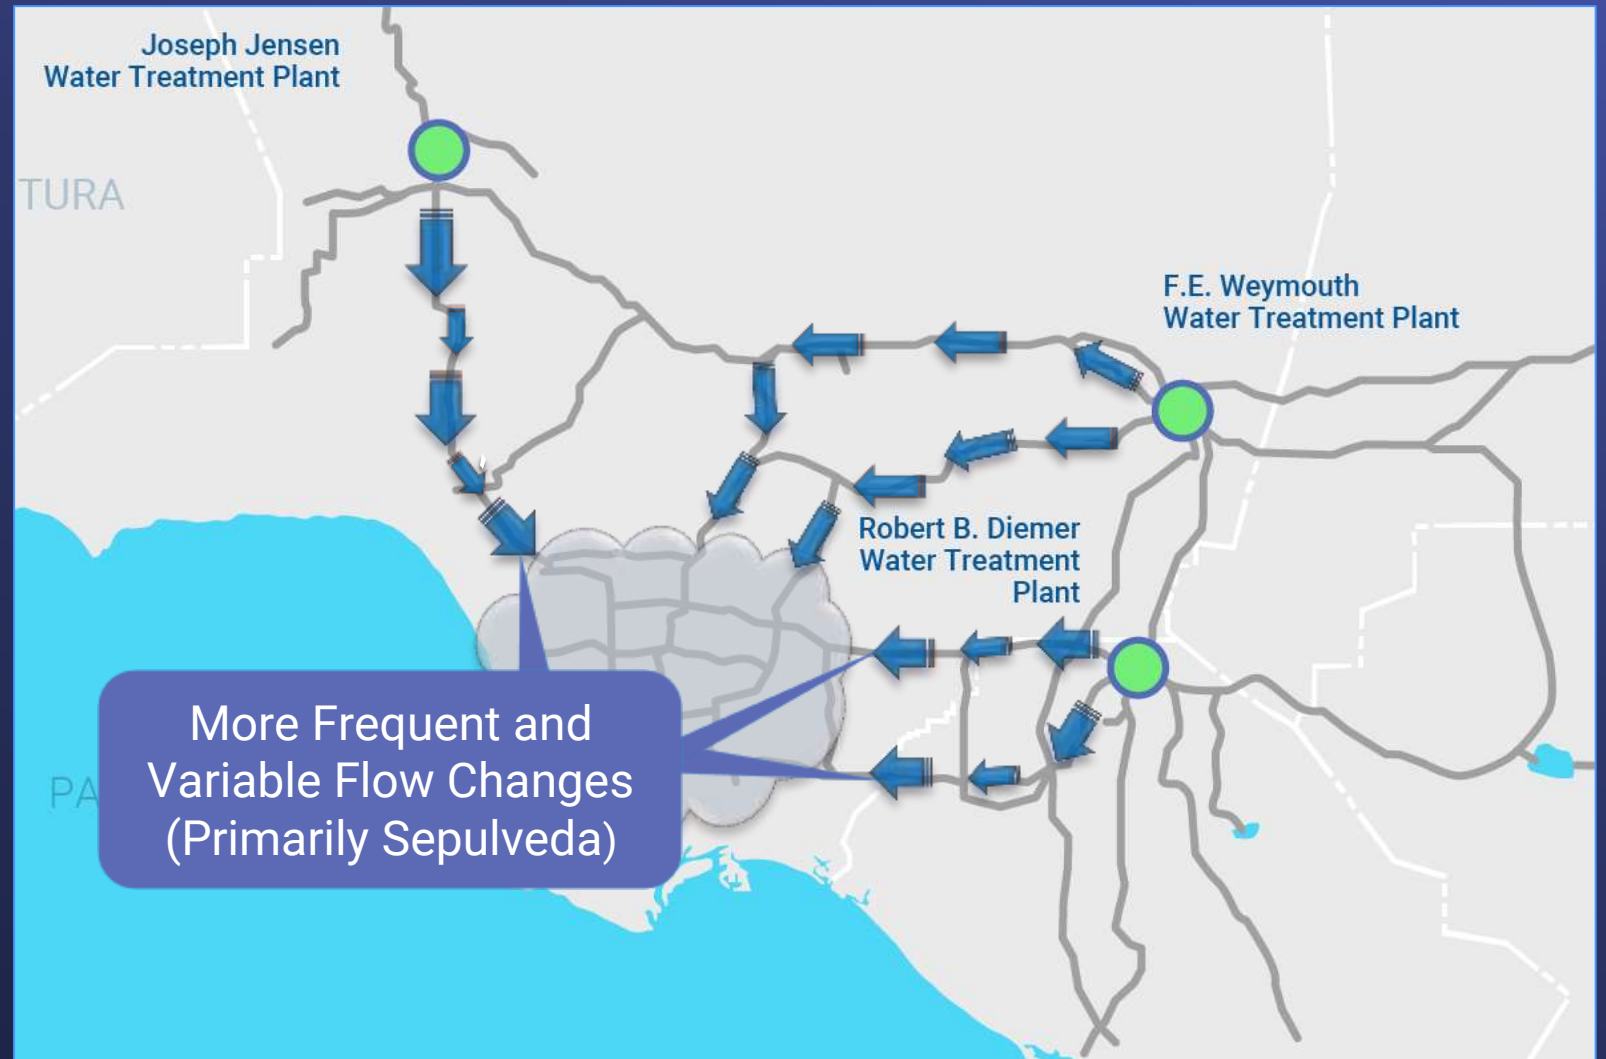 Joseph Jensen
Water Treatment Plant
TURA
F.E. Weymouth
Water Treatment Plant
Robert B. Diemer
Water Treatment
Plant
More Frequent and
Variable Flow Changes
(Primarily Sepulveda)
PA